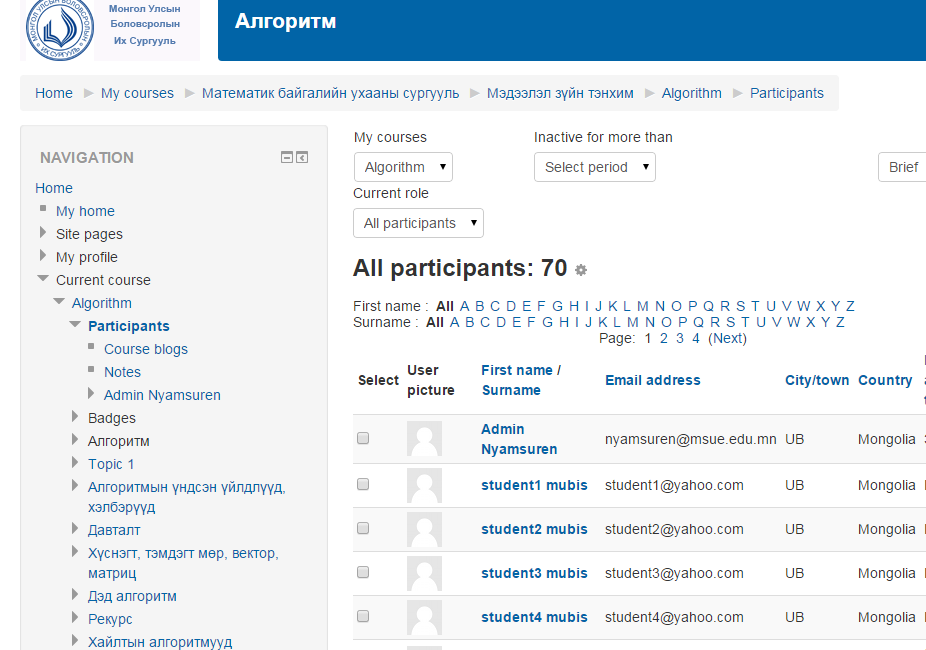 Монгол Улсын
Боловсролын
Их Сургууль
МОНГОЛ УЛСЫН БОЛОВСРОЛЫН ИХ СУРГУУЛЬ
Алгоритм
Home My courses Математик байгалийн ухааны сургууль Мэдээлэл зүйн тэнхим Algorithm Participants
NAVIGATION
Home
My home
Site pages
My profile
Current course
Algorithm
Participants
Course blogs
Notes
Admin Nyamsuren
Badges
Алгоритм
Topic 1
Алгоритмын үндсэн үйлдлүүд,
хэлбэрүүд
Давталт
Хүснэгт, тэмдэгт мөр, вектор,
матриц
Дэд алгоритм
Рекурс
Хайлтын алгоритмууд
My courses Inactive for more than
Algorithm Select period Brief
Current role
All participants
All participants: 70
First name : All A B C D E F G H I J K L M N O P Q R S T U V W X Y Z
Surname : All A B C D E F G H I J K L M N O P Q R S T U V W X Y Z
Page: 1 2 3 4 (Next)
Select User picture First name / Surname Email address City/town Country
Admin Nyamsuren nyamsuren@msue.edu.mn UB Mongolia
student1 mubis student1@yahoo.com UB Mongolia
student2 mubis student2@yahoo.com UB Mongolia
student3 mubis student3@yahoo.com UB Mongolia
student4 mubis student4@yahoo.com UB Mongolia